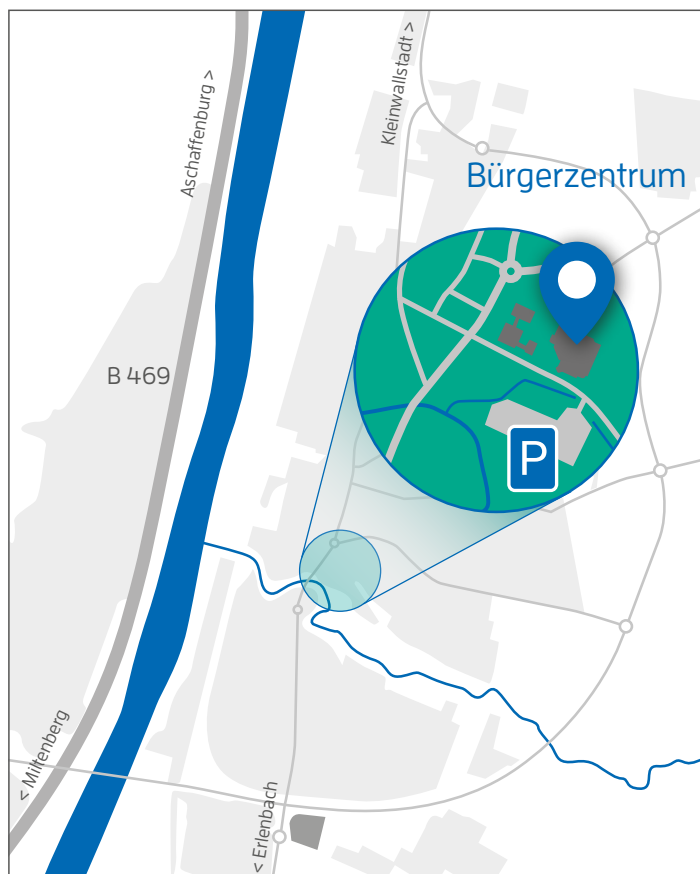 Aschaffenburg >
Kleinwallstadt >
Bürgerzentrum
B 469
P
< Miltenberg
< Erlenbach